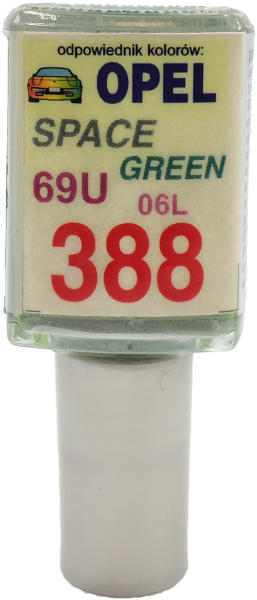 odpowiednik kolorów:
OPEL
SPACE
GREEN
69U
06L
388